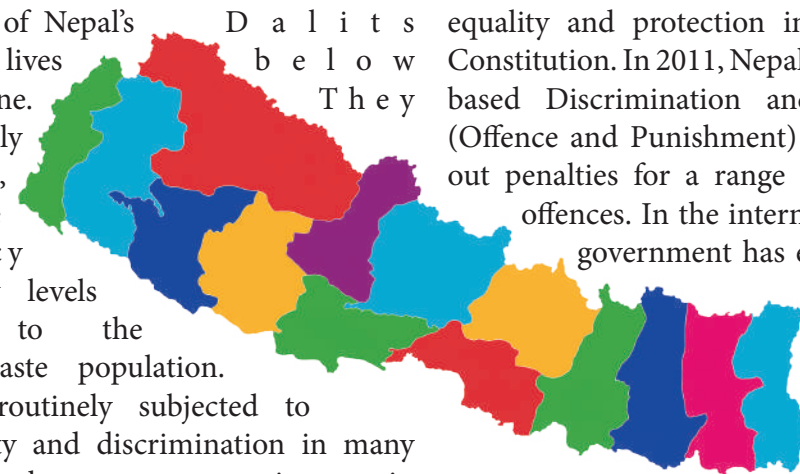 of Nepal's Dalits
lives below
ne. They
ly
,
y
levels
to the
aste population.
routinely subjected to
ty and discrimination in many
equality and protection in
Constitution. In 2011, Nepal
based Discrimination and
(Offence and Punishment)
out penalties for a range
offences. In the intern
government has e